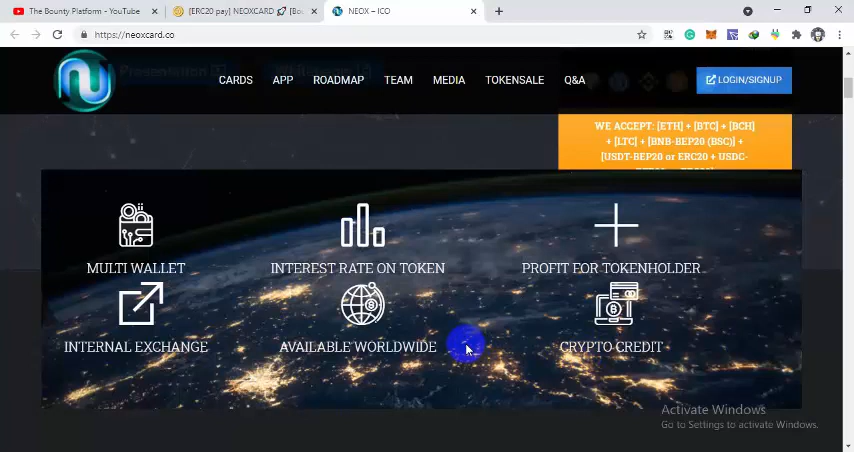 The Bounty Platform - YouTube
[ERC20 pay] NEOXCARD 🚀 [Bou
NEOX – ICO
https://neoxcard.co
CARDS
APP
ROADMAP
TEAM
MEDIA
TOKENSALE
Q&A
LOGIN/SIGNUP
WE ACCEPT: [ETH] + [BTC] + [BCH]
+ [LTC] + [BNB-BEP20 (BSC)] +
[USDT-BEP20 or ERC20 + USDC-
MULTI WALLET
INTEREST RATE ON TOKEN
PROFIT FOR TOKENHOLDER
INTERNAL EXCHANGE
AVAILABLE WORLDWIDE
CRYPTO CREDIT
Activate Windows
Go to Settings to activate Windows.